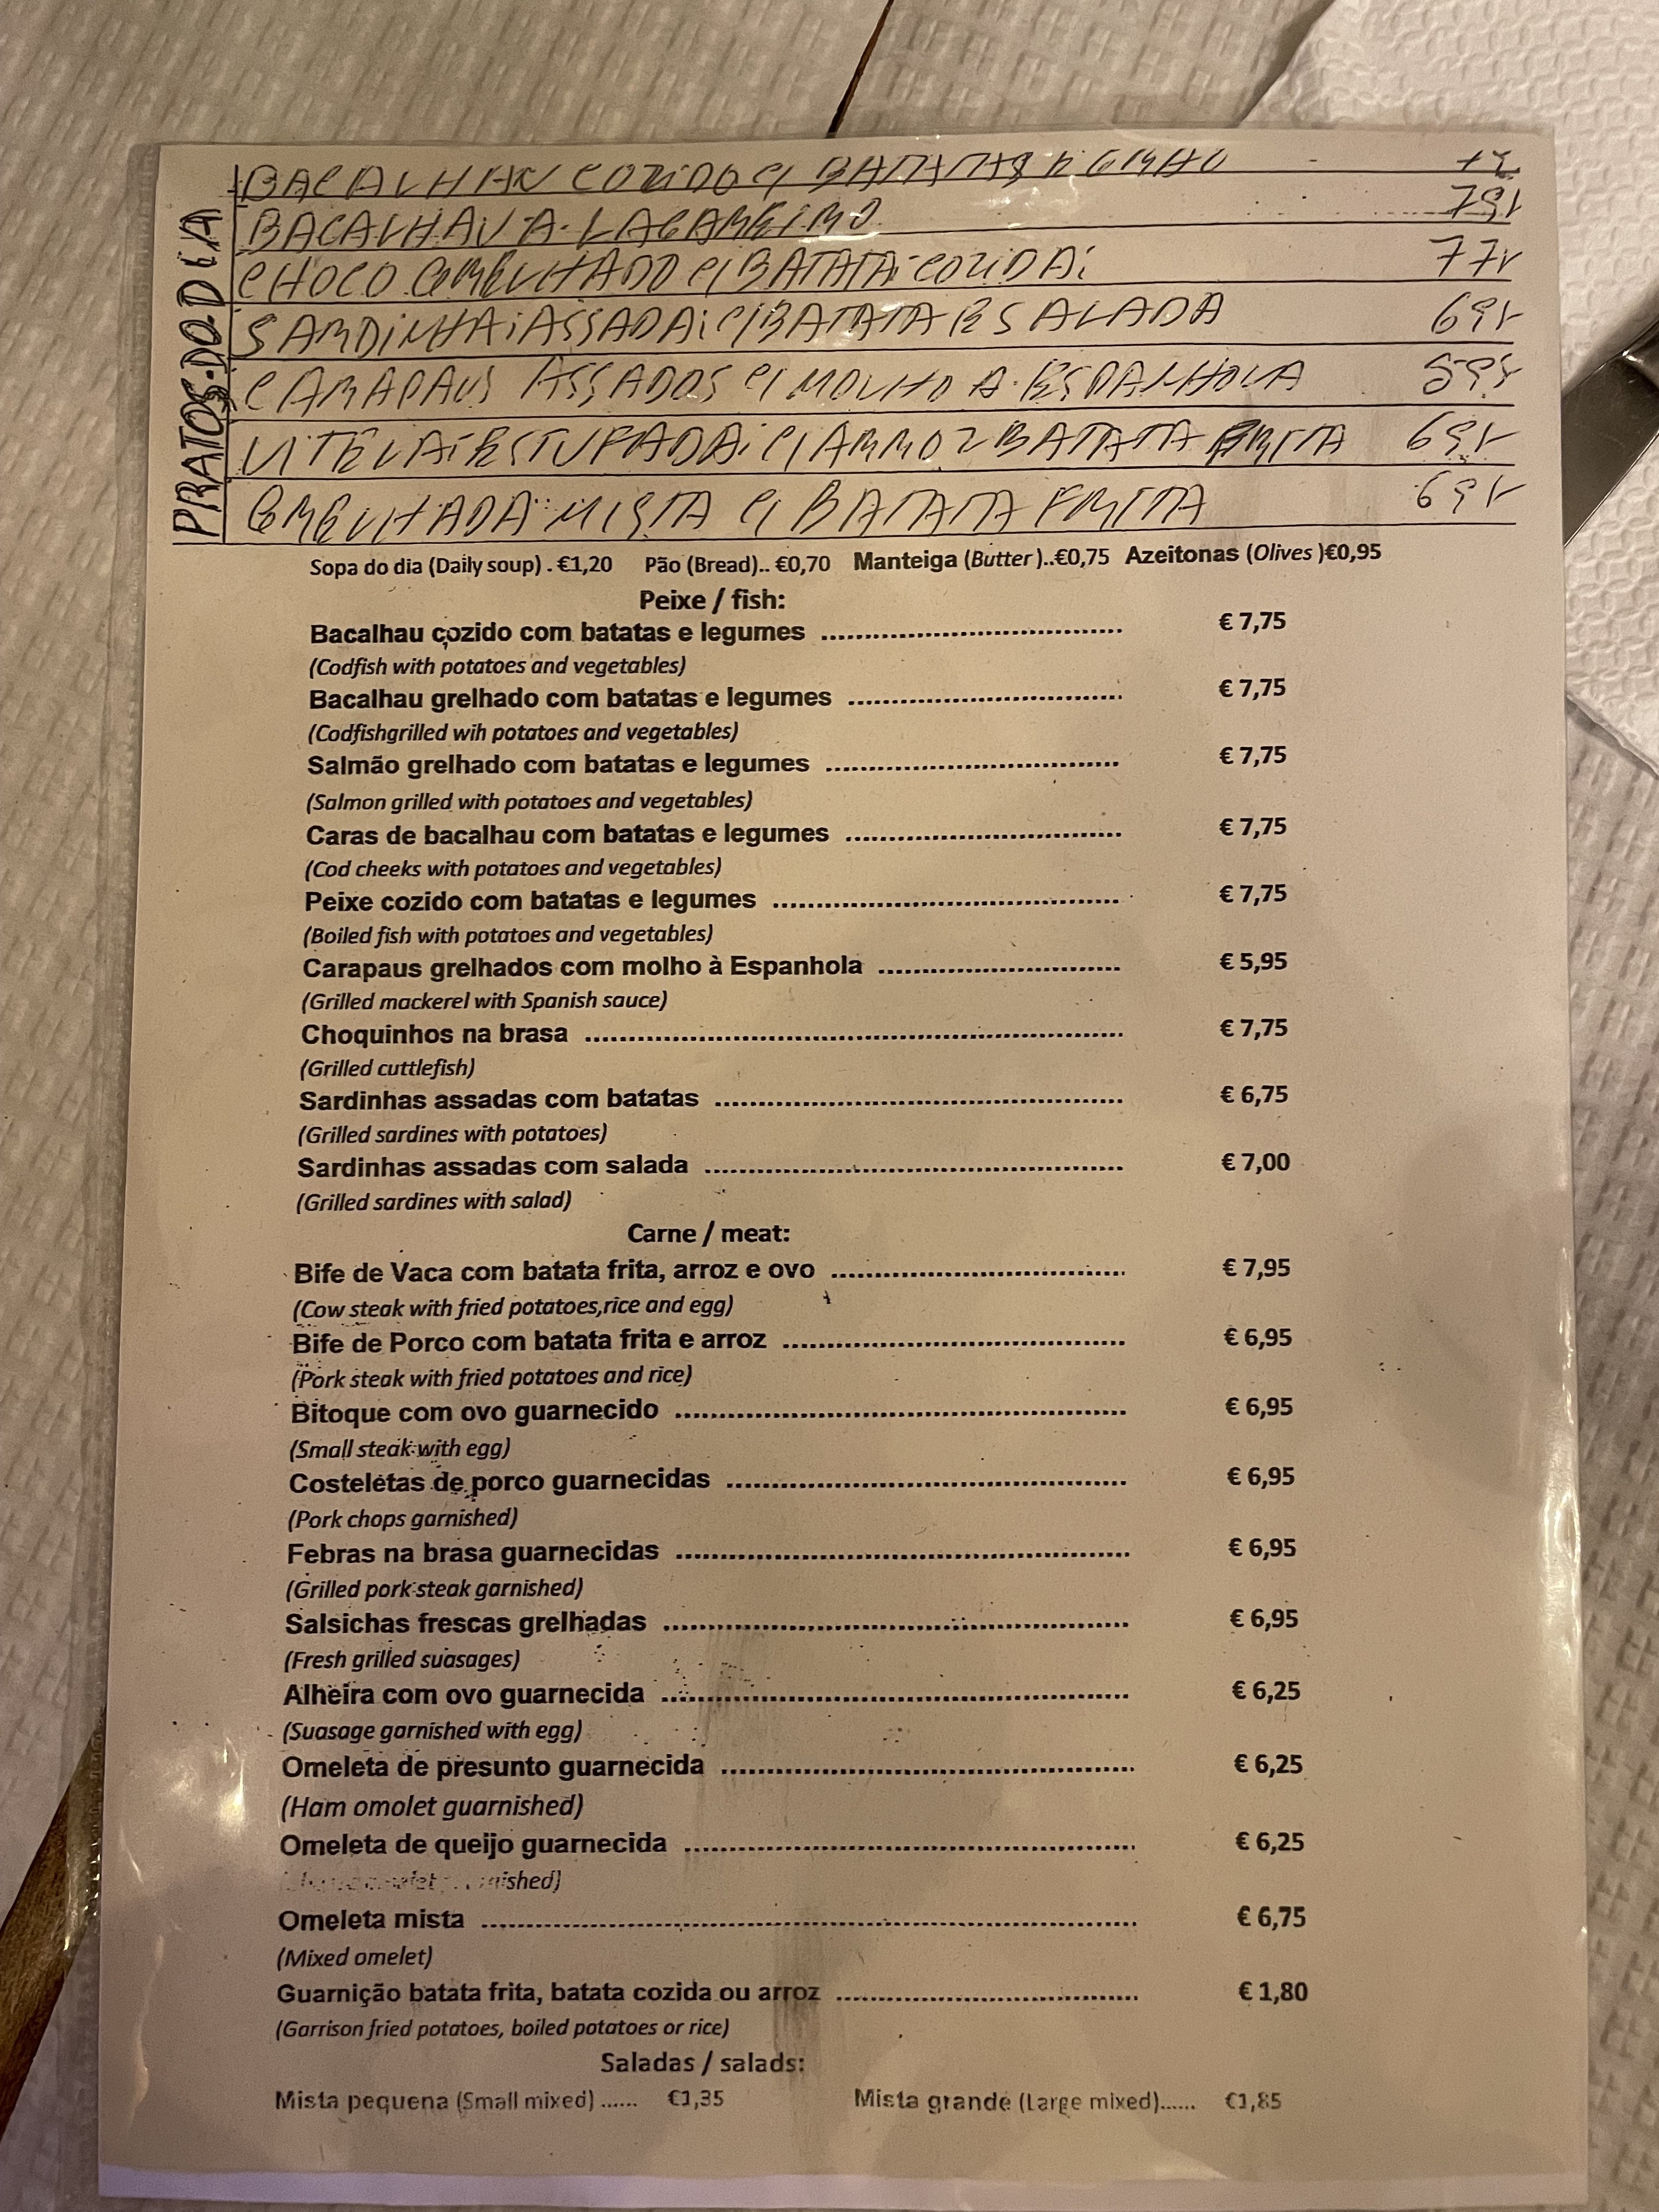 PRATOS.DO.DIA
BACALHAU COZIDO C/ BATATAS E GRÃO
BACALHAU A.LAGAREIRO 795
CHOCO GRELHADO C/ BATATA COZIDA 775
SARDINHA ASSADA C/ BATATA E SALADA 695
CARAPAUS ASSADOS C/ MOLHO A.ESPANHOLA 595
VITELA ESTUFADA C/ ARROZ BATATA FRITA 695
GRELHADA MISTA C/ BATATA FRITA 695
Sopa do dia (Daily soup) . €1,20 Pão (Bread).. €0,70 Manteiga (Butter )..€0,75 Azeitonas (Olives )€0,95
Peixe / fish:
Bacalhau cozido com batatas e legumes .......................................... € 7,75
(Codfish with potatoes and vegetables)
Bacalhau grelhado com batatas e legumes ...................................... € 7,75
(Codfishgrilled wih potatoes and vegetables)
Salmão grelhado com batatas e legumes ......................................... € 7,75
(Salmon grilled with potatoes and vegetables)
Caras de bacalhau com batatas e legumes ...................................... € 7,75
(Cod cheeks with potatoes and vegetables)
Peixe cozido com batatas e legumes ................................................ € 7,75
(Boiled fish with potatoes and vegetables)
Carapaus grelhados com molho à Espanhola .................................. € 5,95
(Grilled mackerel with Spanish sauce)
Choquinhos na brasa .......................................................................... € 7,75
(Grilled cuttlefish)
Sardinhas assadas com batatas ......................................................... € 6,75
(Grilled sardines with potatoes)
Sardinhas assadas com salada .......................................................... € 7,00
(Grilled sardines with salad)
Carne / meat:
Bife de Vaca com batata frita, arroz e ovo ........................................ € 7,95
(Cow steak with fried potatoes,rice and egg)
Bife de Porco com batata frita e arroz ............................................... € 6,95
(Pork steak with fried potatoes and rice)
Bitoque com ovo guarnecido .............................................................. € 6,95
(Small steak with egg)
Costelétas de porco guarnecidas ....................................................... € 6,95
(Pork chops garnished)
Febras na brasa guarnecidas .............................................................. € 6,95
(Grilled pork steak garnished)
Salsichas frescas grelhadas ................................................................ € 6,95
(Fresh grilled suasages)
Alheira com ovo guarnecida ................................................................ € 6,25
(Suasage garnished with egg)
Omeleta de presunto guarnecida ........................................................ € 6,25
(Ham omolet guarnished)
Omeleta de queijo guarnecida ............................................................. € 6,25
Omeleta mista ...................................................................................... € 6,75
(Mixed omelet)
Guarnição batata frita, batata cozida ou arroz ........................................ € 1,80
(Garrison fried potatoes, boiled potatoes or rice)
Saladas / salads:
Mista pequena (Small mixed) ...... €1,35 Mista grande (Large mixed)...... €1,85